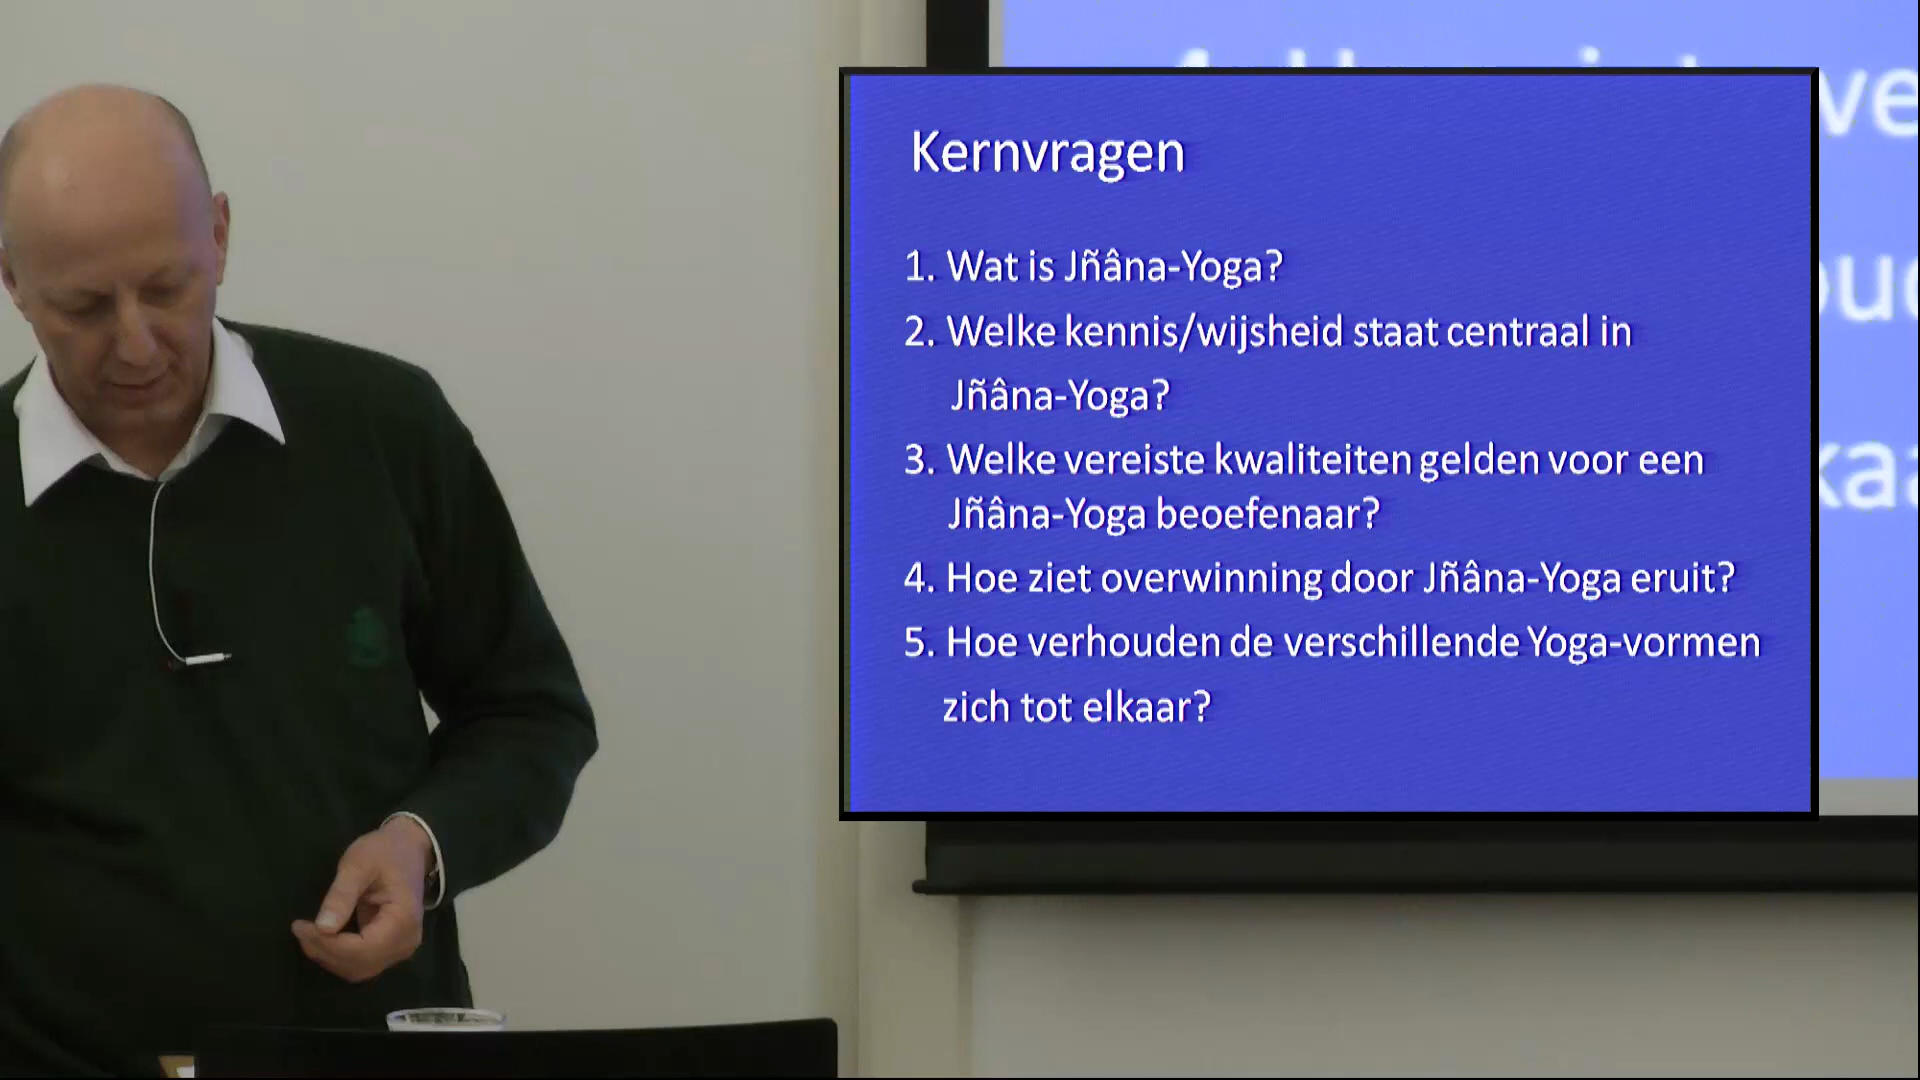 Kernvragen
1. Wat is Jñâna-Yoga?
2. Welke kennis/wijsheid staat centraal in
Jñâna-Yoga?
3. Welke vereiste kwaliteiten gelden voor een
Jñâna-Yoga beoefenaar?
4. Hoe ziet overwinning door Jñâna-Yoga eruit?
5. Hoe verhouden de verschillende Yoga-vormen
zich tot elkaar?